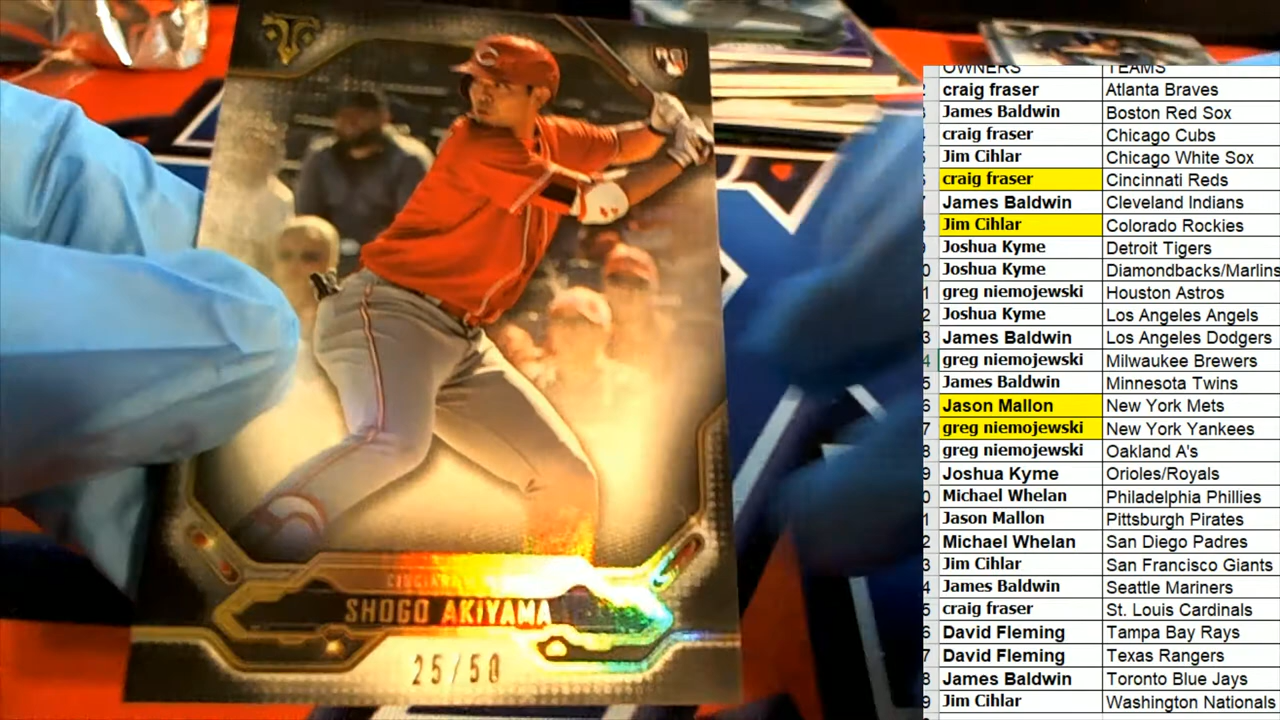 RC
CINCINNATI
SHOGO AKIYAMA
25/50
OWNERS TEAMS
craig fraser Atlanta Braves
James Baldwin Boston Red Sox
craig fraser Chicago Cubs
Jim Cihlar Chicago White Sox
craig fraser Cincinnati Reds
James Baldwin Cleveland Indians
Jim Cihlar Colorado Rockies
Joshua Kyme Detroit Tigers
Joshua Kyme Diamondbacks/Marlins
greg niemojewski Houston Astros
Joshua Kyme Los Angeles Angels
James Baldwin Los Angeles Dodgers
greg niemojewski Milwaukee Brewers
James Baldwin Minnesota Twins
Jason Mallon New York Mets
greg niemojewski New York Yankees
greg niemojewski Oakland A's
Joshua Kyme Orioles/Royals
Michael Whelan Philadelphia Phillies
Jason Mallon Pittsburgh Pirates
Michael Whelan San Diego Padres
Jim Cihlar San Francisco Giants
James Baldwin Seattle Mariners
craig fraser St. Louis Cardinals
David Fleming Tampa Bay Rays
David Fleming Texas Rangers
James Baldwin Toronto Blue Jays
Jim Cihlar Washington Nationals